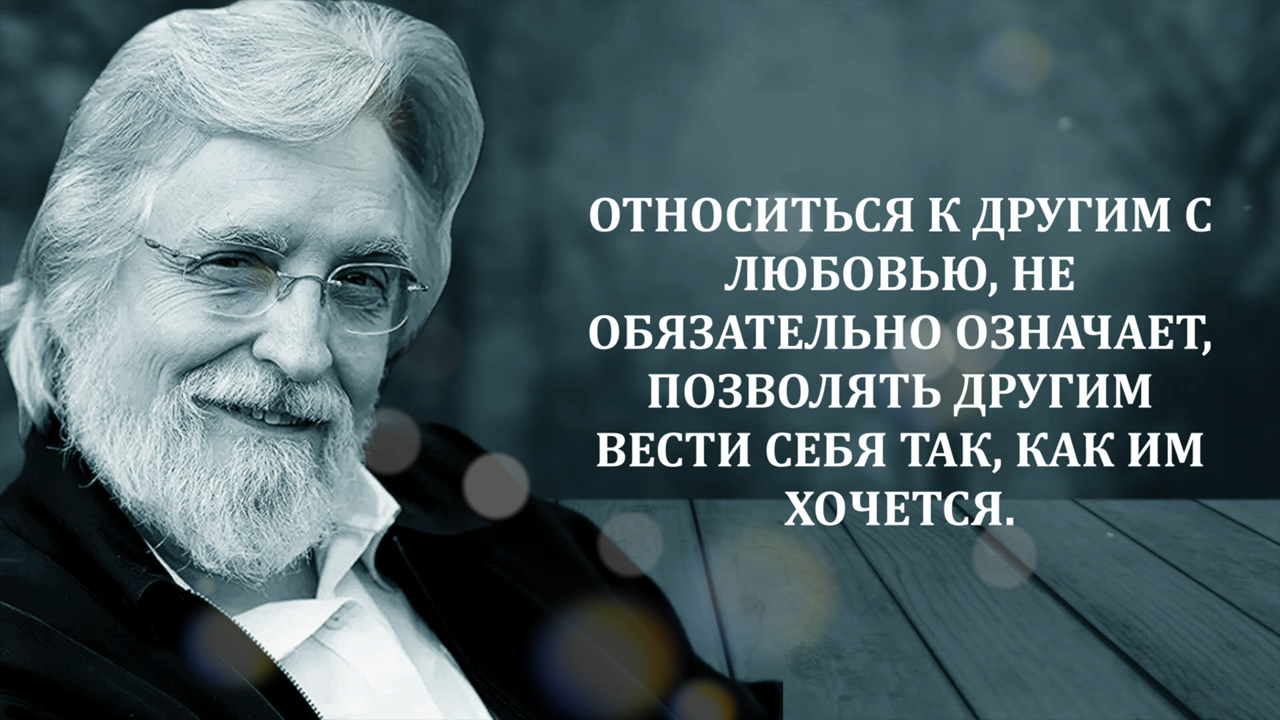 ОТНОСИТЬСЯ К ДРУГИМ С
ЛЮБОВЬЮ, НЕ
ОБЯЗАТЕЛЬНО ОЗНАЧАЕТ,
ПОЗВОЛЯТЬ ДРУГИМ
ВЕСТИ СЕБЯ ТАК, КАК ИМ
ХОЧЕТСЯ.